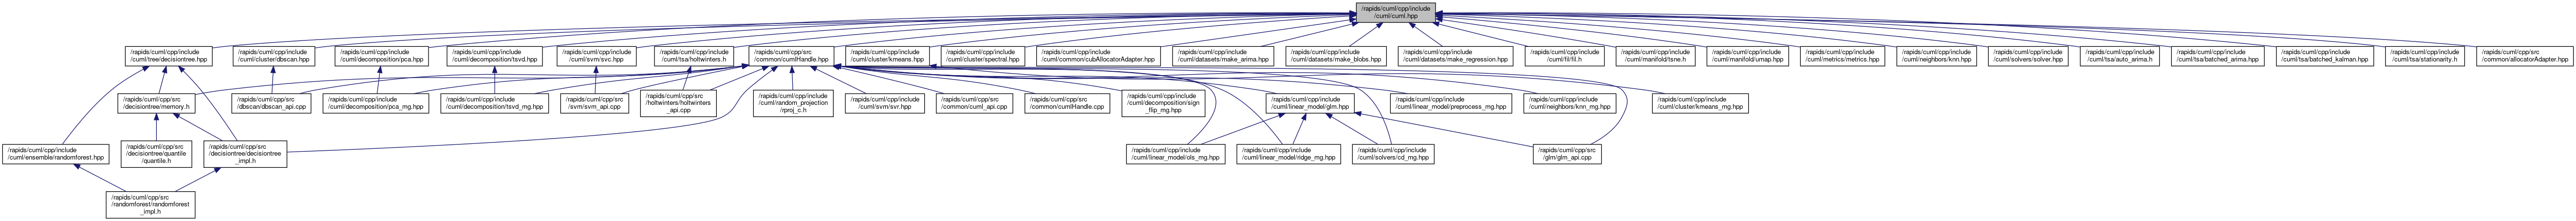 /rapids/cuml/cpp/include
/cuml/cuml.hpp
/rapids/cuml/cpp/include
/cuml/tree/decisiontree.hpp
/rapids/cuml/cpp/include
/cuml/cluster/dbscan.hpp
/rapids/cuml/cpp/include
/cuml/decomposition/pca.hpp
/rapids/cuml/cpp/include
/cuml/decomposition/tsvd.hpp
/rapids/cuml/cpp/include
/cuml/svm/svc.hpp
/rapids/cuml/cpp/include
/cuml/tsa/holtwinters.h
/rapids/cuml/cpp/src
/common/cumlHandle.hpp
/rapids/cuml/cpp/include
/cuml/cluster/kmeans.hpp
/rapids/cuml/cpp/include
/cuml/cluster/spectral.hpp
/rapids/cuml/cpp/include
/cuml/common/cubAllocatorAdapter.hpp
/rapids/cuml/cpp/include
/cuml/datasets/make_arima.hpp
/rapids/cuml/cpp/include
/cuml/datasets/make_blobs.hpp
/rapids/cuml/cpp/include
/cuml/datasets/make_regression.hpp
/rapids/cuml/cpp/include
/cuml/fil/fil.h
/rapids/cuml/cpp/include
/cuml/manifold/tsne.h
/rapids/cuml/cpp/include
/cuml/manifold/umap.hpp
/rapids/cuml/cpp/include
/cuml/metrics/metrics.hpp
/rapids/cuml/cpp/include
/cuml/neighbors/knn.hpp
/rapids/cuml/cpp/include
/cuml/solvers/solver.hpp
/rapids/cuml/cpp/include
/cuml/tsa/auto_arima.h
/rapids/cuml/cpp/include
/cuml/tsa/batched_arima.hpp
/rapids/cuml/cpp/include
/cuml/tsa/batched_kalman.hpp
/rapids/cuml/cpp/include
/cuml/tsa/stationarity.h
/rapids/cuml/cpp/src
/common/allocatorAdapter.hpp
/rapids/cuml/cpp/src
/decisiontree/memory.h
/rapids/cuml/cpp/src
/dbscan/dbscan_api.cpp
/rapids/cuml/cpp/include
/cuml/decomposition/pca_mg.hpp
/rapids/cuml/cpp/include
/cuml/decomposition/tsvd_mg.hpp
/rapids/cuml/cpp/src
/svm/svm_api.cpp
/rapids/cuml/cpp/src
/holtwinters/holtwinters
_api.cpp
/rapids/cuml/cpp/include
/cuml/random_projection
/rproj_c.h
/rapids/cuml/cpp/include
/cuml/svm/svr.hpp
/rapids/cuml/cpp/src
/common/cuml_api.cpp
/rapids/cuml/cpp/src
/common/cumlHandle.cpp
/rapids/cuml/cpp/include
/cuml/decomposition/sign
_flip_mg.hpp
/rapids/cuml/cpp/include
/cuml/linear_model/glm.hpp
/rapids/cuml/cpp/include
/cuml/linear_model/preprocess_mg.hpp
/rapids/cuml/cpp/include
/cuml/neighbors/knn_mg.hpp
/rapids/cuml/cpp/include
/cuml/cluster/kmeans_mg.hpp
/rapids/cuml/cpp/include
/cuml/ensemble/randomforest.hpp
/rapids/cuml/cpp/src
/decisiontree/quantile
/quantile.h
/rapids/cuml/cpp/src
/decisiontree/decisiontree
_impl.h
/rapids/cuml/cpp/include
/cuml/linear_model/ols_mg.hpp
/rapids/cuml/cpp/include
/cuml/linear_model/ridge_mg.hpp
/rapids/cuml/cpp/include
/cuml/solvers/cd_mg.hpp
/rapids/cuml/cpp/src
/glm/glm_api.cpp
/rapids/cuml/cpp/src
/randomforest/randomforest
_impl.h